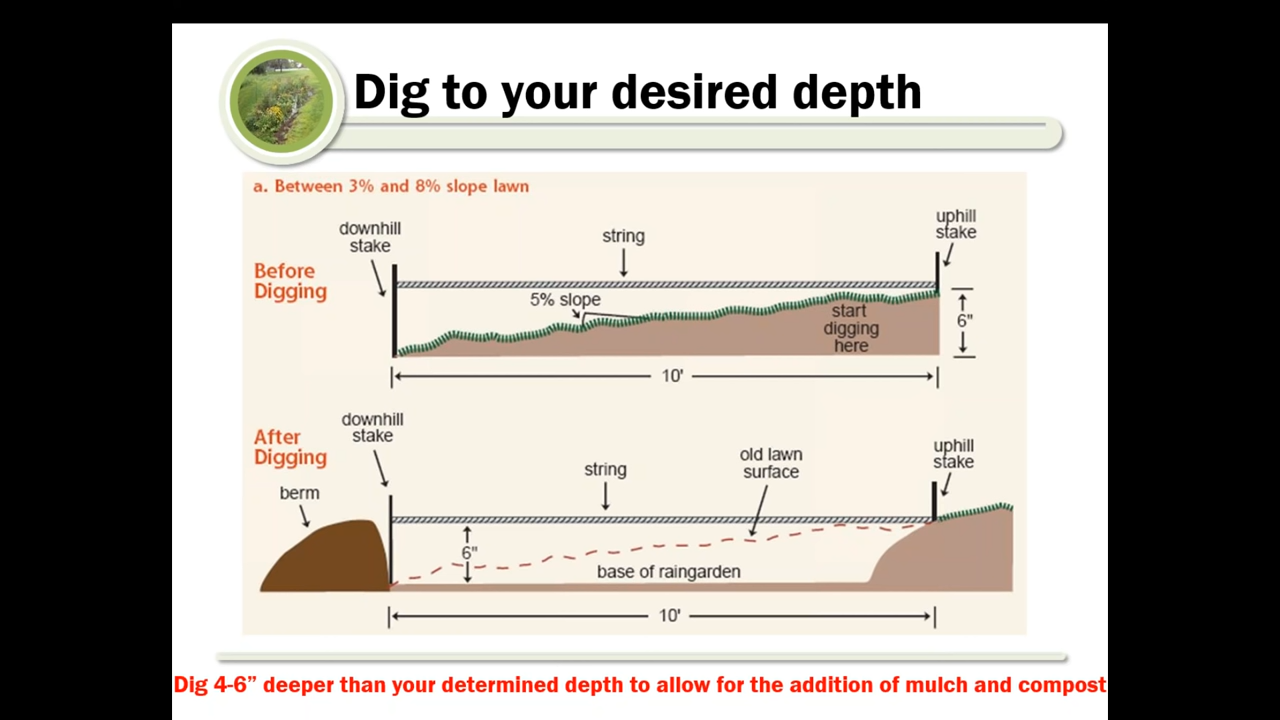 Dig to your desired depth
a. Between 3% and 8% slope lawn
downhill
stake
string
uphill
stake
Before
Digging
5% slope
start
digging
here
6"
10'
After
Digging
downhill
stake
string
old lawn
surface
uphill
stake
berm
6"
base of raingarden
10'
Dig 4-6” deeper than your determined depth to allow for the addition of mulch and compost